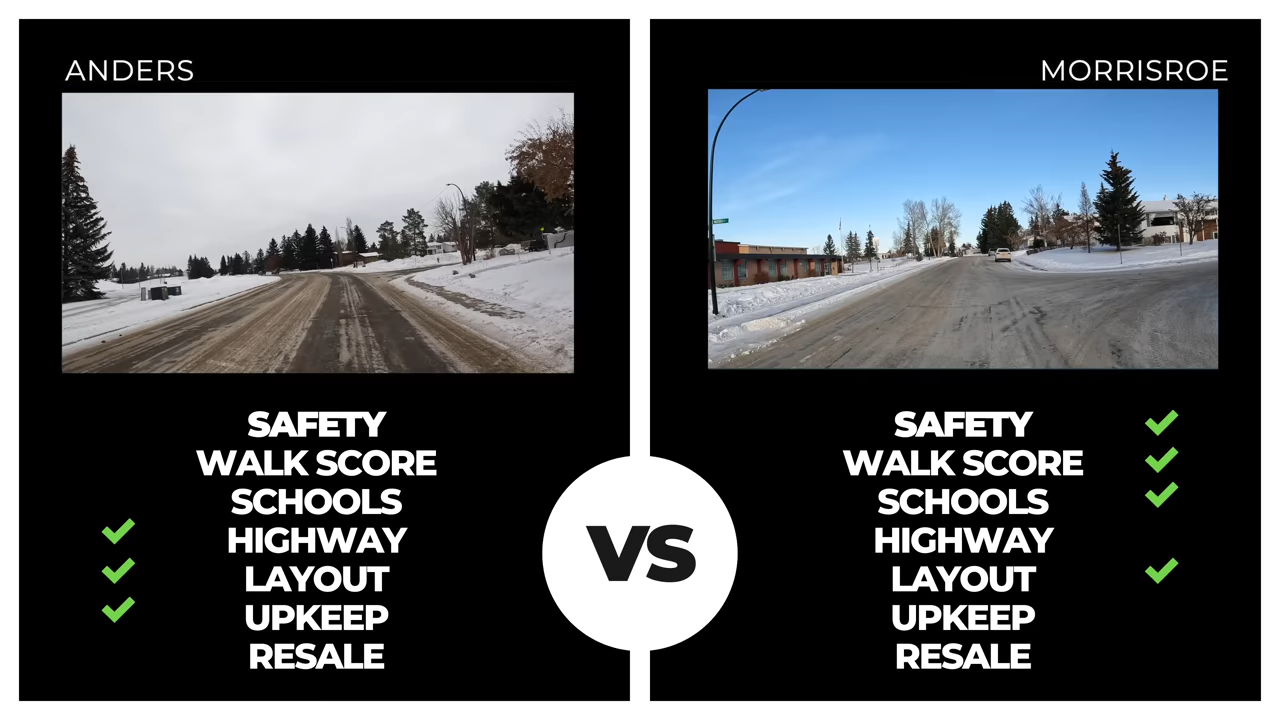 ANDERS
SAFETY
WALK SCORE
SCHOOLS
HIGHWAY
LAYOUT
UPKEEP
RESALE
VS
MORRISROE
SAFETY
WALK SCORE
SCHOOLS
HIGHWAY
LAYOUT
UPKEEP
RESALE